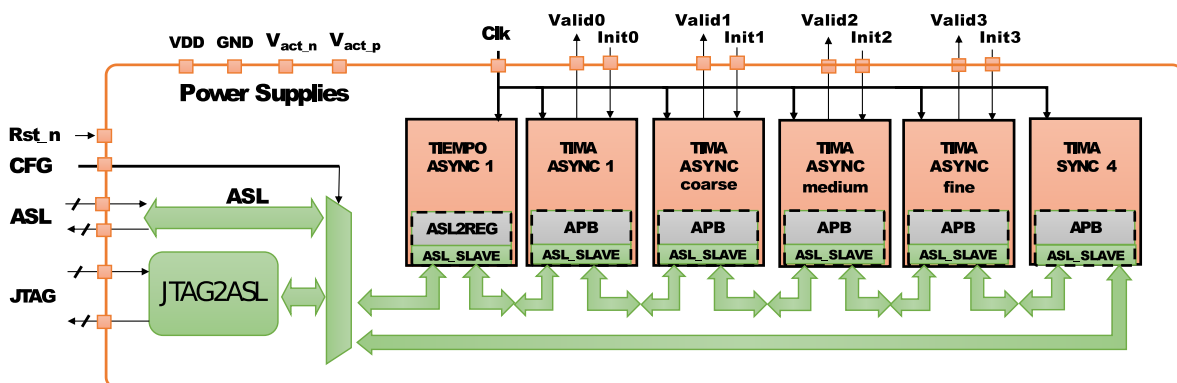 VDD GND Vact_n Vact_p
Power Supplies
Clk
Valid0
Init0
Valid1
Init1
Valid2
Init2
Valid3
Init3
Rst_n
CFG
ASL
JTAG
ASL
JTAG2ASL
TIEMPO
ASYNC 1
ASL2REG
ASL_SLAVE
TIMA
ASYNC 1
APB
ASL_SLAVE
TIMA
ASYNC
coarse
APB
ASL_SLAVE
TIMA
ASYNC
medium
APB
ASL_SLAVE
TIMA
ASYNC
fine
APB
ASL_SLAVE
TIMA
SYNC 4
APB
ASL_SLAVE